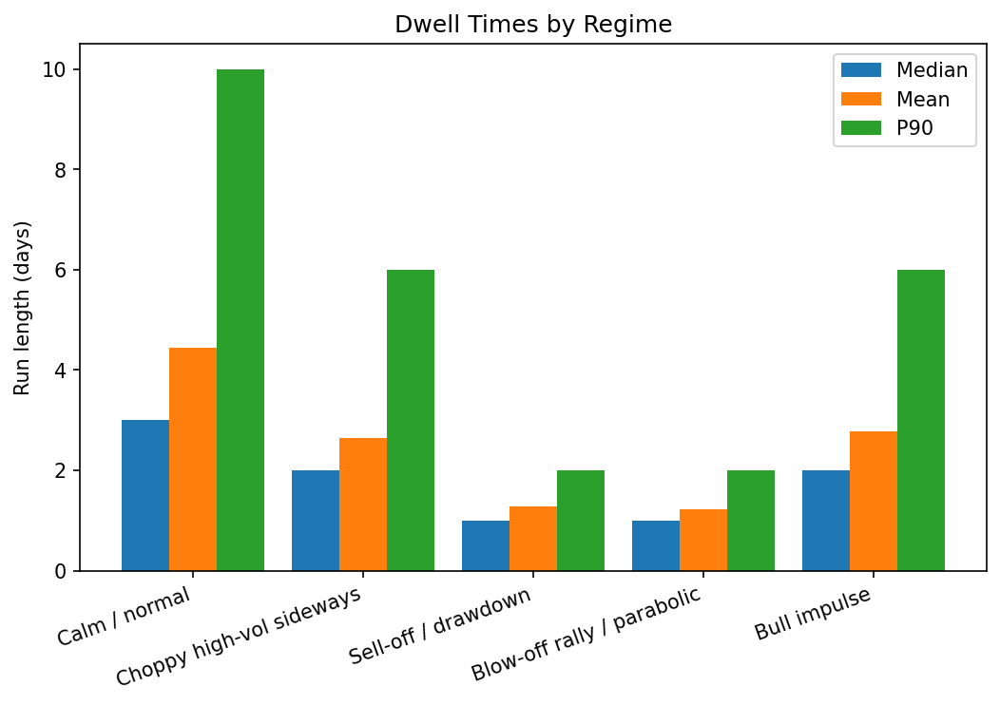 Dwell Times by Regime
Median
Mean
P90
Run length (days)
10
8
6
4
2
0
Calm / normal
Choppy high-vol sideways
Sell-off / drawdown
Blow-off rally / parabolic
Bull impulse